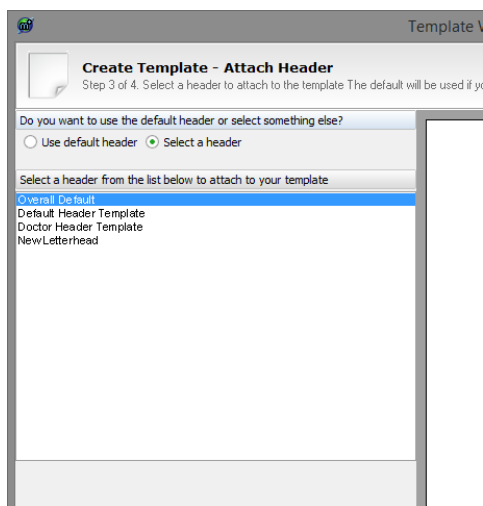 Template
Create Template - Attach Header
Step 3 of 4. Select a header to attach to the template The default will be used if
Do you want to use the default header or select something else?
Use default header Select a header
Select a header from the list below to attach to your template
Overall Default
Default Header Template
Doctor Header Template
NewLetterhead